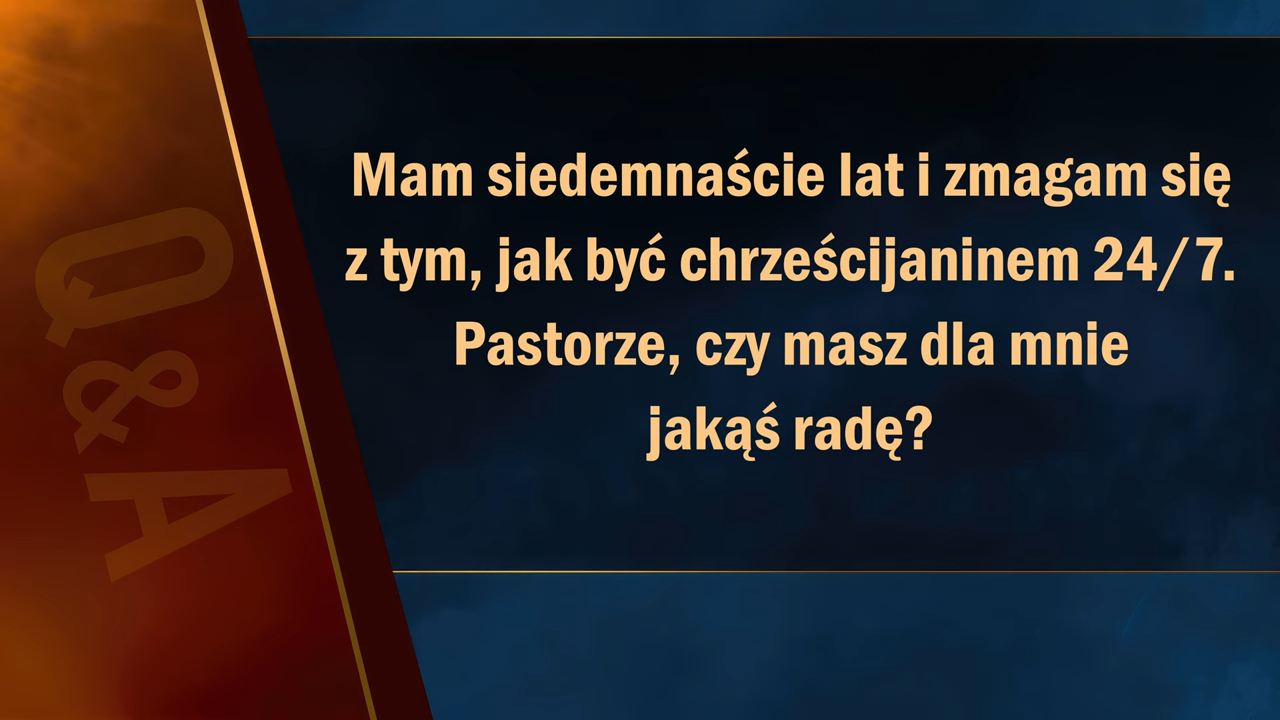 Q&A
Mam siedemnaście lat i zmagam się
z tym, jak być chrześcijaninem 24/7.
Pastorze, czy masz dla mnie
jakąś radę?